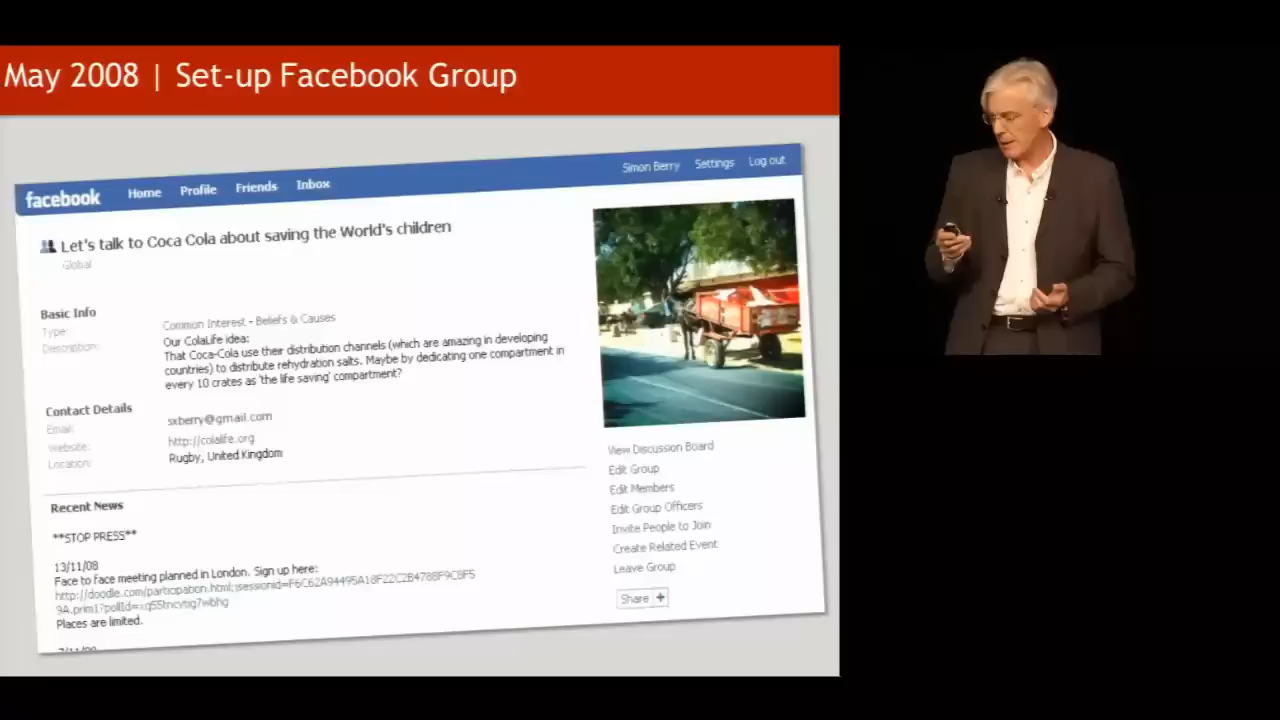 May 2008 | Set-up Facebook Group
facebook Home Profile Friends Inbox Simon Berry Settings Log out
Let's talk to Coca Cola about saving the World's children
Global
Basic Info
Type: Common Interest - Beliefs & Causes
Description: Our ColaLife idea:
That Coca-Cola use their distribution channels (which are amazing in developing
countries) to distribute rehydration salts. Maybe by dedicating one compartment in
every 10 crates as 'the life saving' compartment?
Contact Details
Email: sxberry@gmail.com
Website: http://colalife.org
Location: Rugby, United Kingdom
Recent News
**STOP PRESS**
13/11/08
Face to face meeting planned in London. Sign up here:
Places are limited.
View Discussion Board
Edit Group
Edit Members
Edit Group Officers
Invite People to Join
Create Related Event
Leave Group
Share +